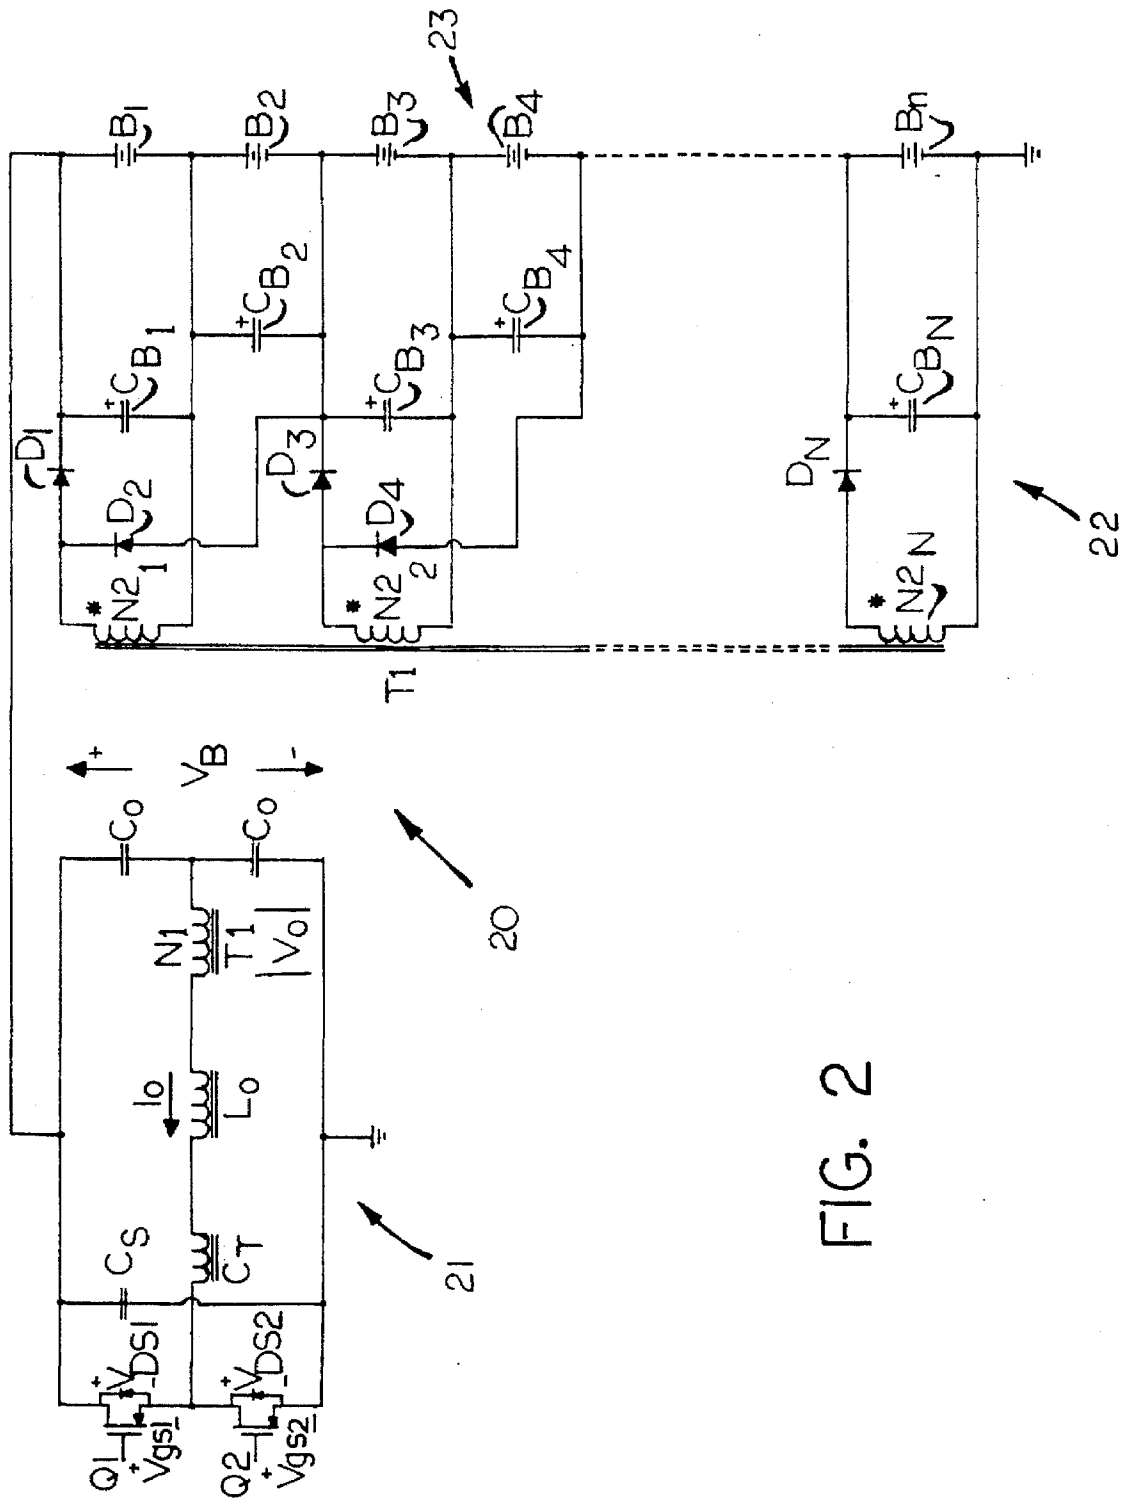 Q1
+
Vgs1
-
+
VDS1
-
Q2
+
Vgs2
-
+
VDS2
-
CS
CT
Io
Lo
N1
T1
|Vo|
Co
Co
+
VB
-
21
20
T1
*
N2₁
*
N2₂
*
N2N
D1
D2
D3
D4
DN
+
CB1
+
CB2
+
CB3
+
CB4
+
CBN
B1
B2
B3
B4
Bn
23
22
FIG. 2